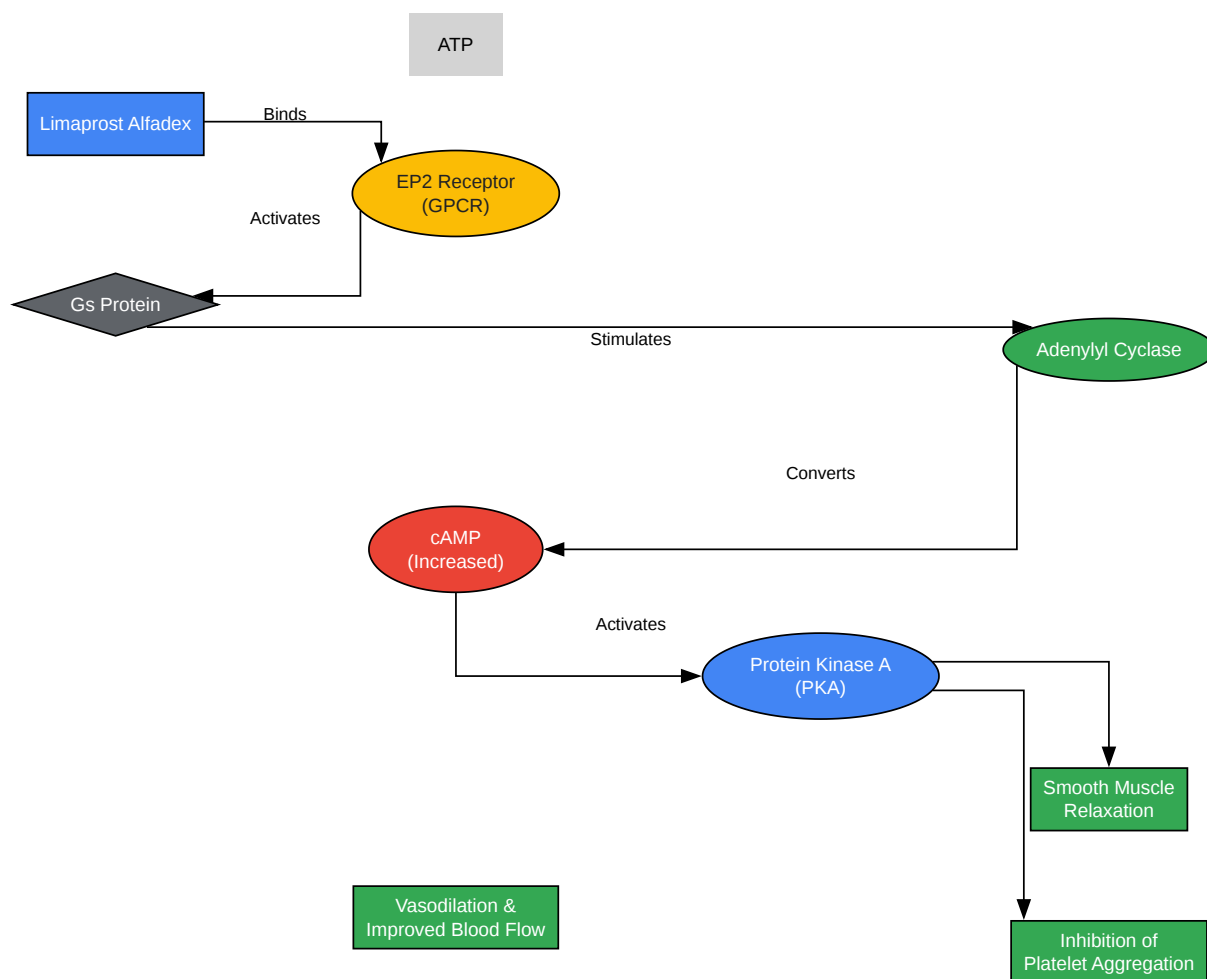 ATP
Limaprost Alfadex
Binds
EP2 Receptor
(GPCR)
Activates
Gs Protein
Stimulates
Adenylyl Cyclase
Converts
cAMP
(Increased)
Activates
Protein Kinase A
(PKA)
Smooth Muscle
Relaxation
Vasodilation &
Improved Blood Flow
Inhibition of
Platelet Aggregation